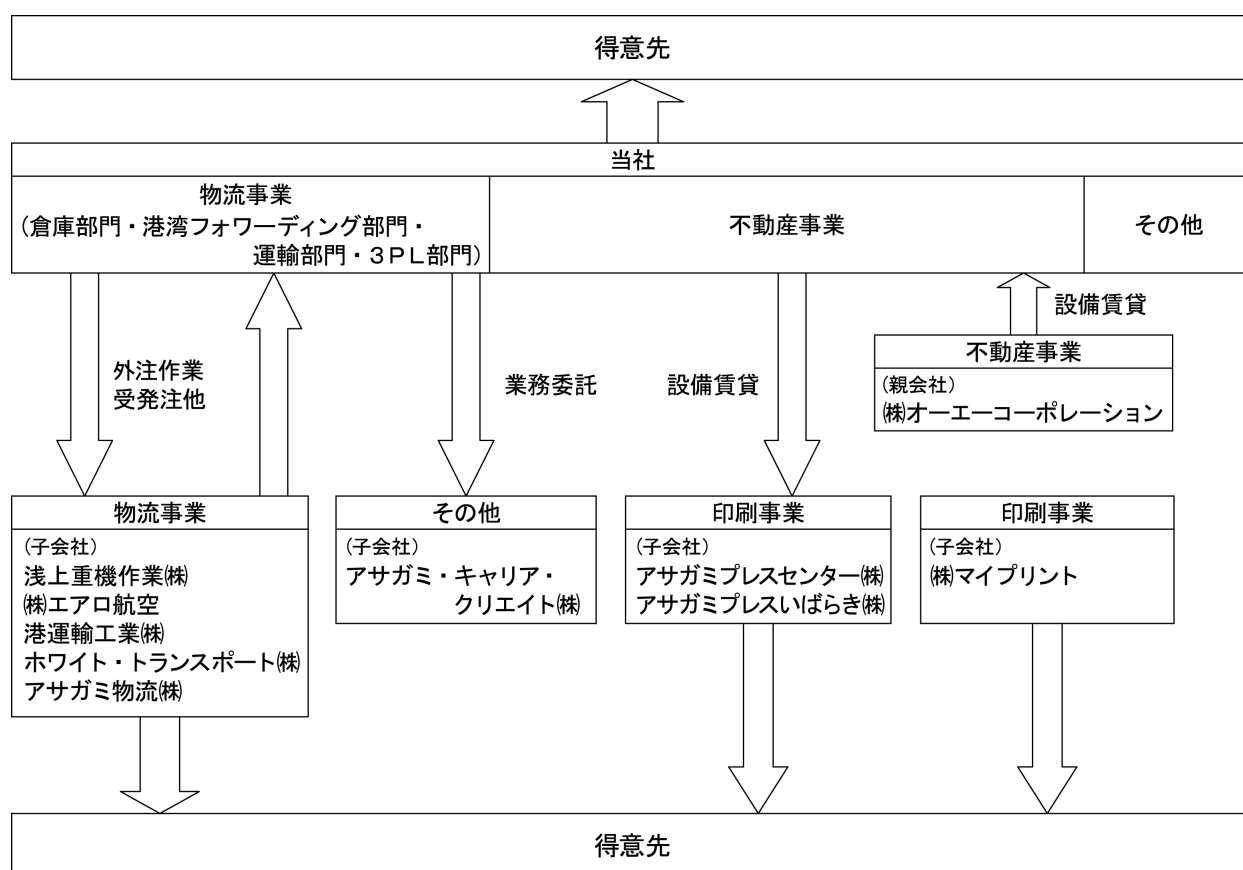 得意先
当社
物流事業
(倉庫部門・港湾フォワーディング部門・
運輸部門・3PL部門)
不動産事業
その他
外注作業
受発注他
業務委託
設備賃貸
設備賃貸
不動産事業
(親会社)
㈱オーエーコーポレーション
物流事業
(子会社)
浅上重機作業㈱
㈱エアロ航空
港運輸工業㈱
ホワイト・トランスポート㈱
アサガミ物流㈱
その他
(子会社)
アサガミ・キャリア・
クリエイト㈱
印刷事業
(子会社)
アサガミプレスセンター㈱
アサガミプレスいばらき㈱
印刷事業
(子会社)
㈱マイプリント
得意先